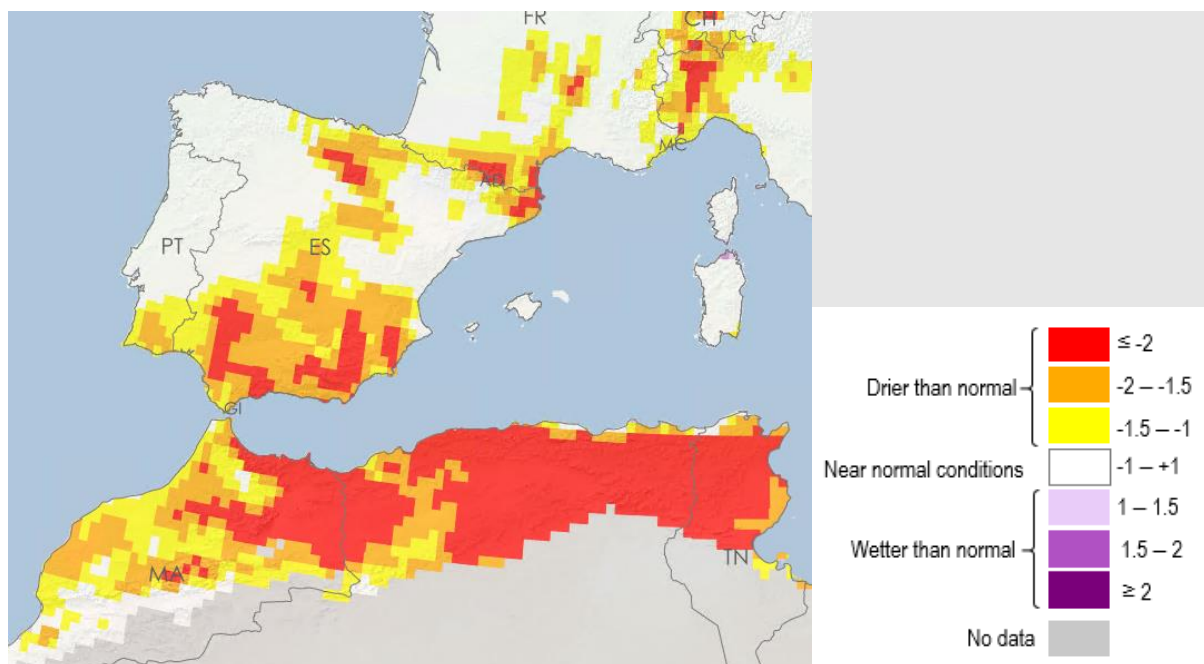 FR
CH
MC
AD
PT
ES
GI
MA
TN
Drier than normal
≤ -2
-2 – -1.5
-1.5 – -1
Near normal conditions
-1 – +1
Wetter than normal
1 – 1.5
1.5 – 2
≥ 2
No data